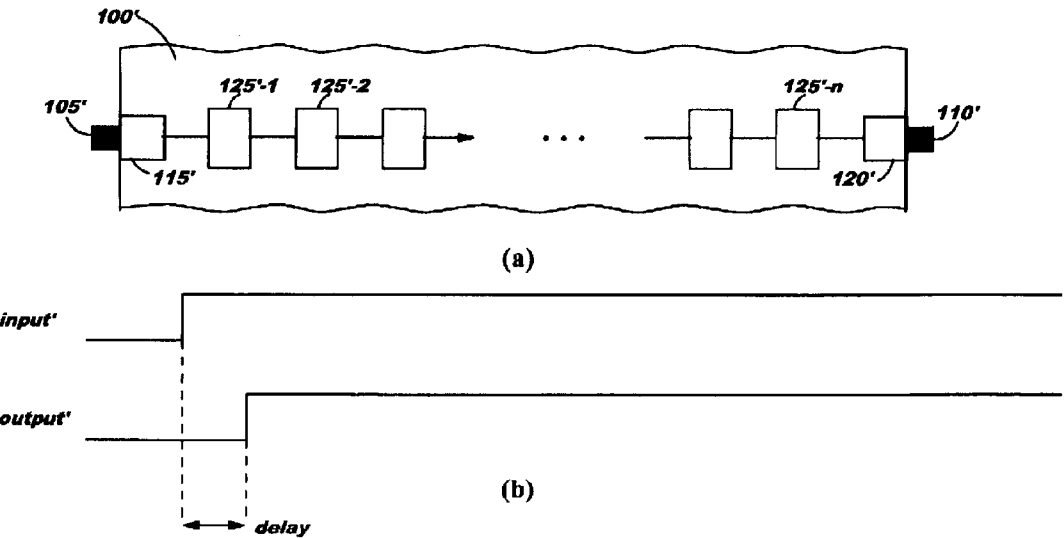 100'
125'-1
125'-2
125'-n
105'
110'
115'
120'
• • •
(a)
input'
output'
(b)
delay